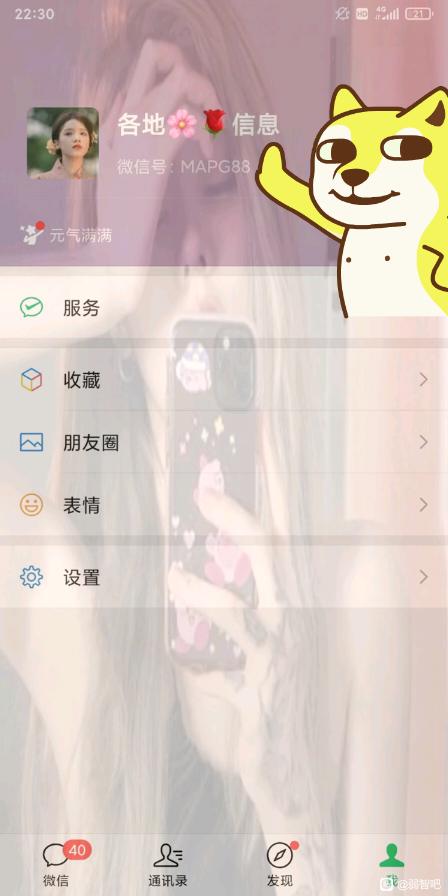 22:30
HD 4G 21
各地🌸🌹信息
微信号: MAPG88
元气满满
服务
收藏
朋友圈
表情
设置
40
微信
通讯录
发现
@弱智吧